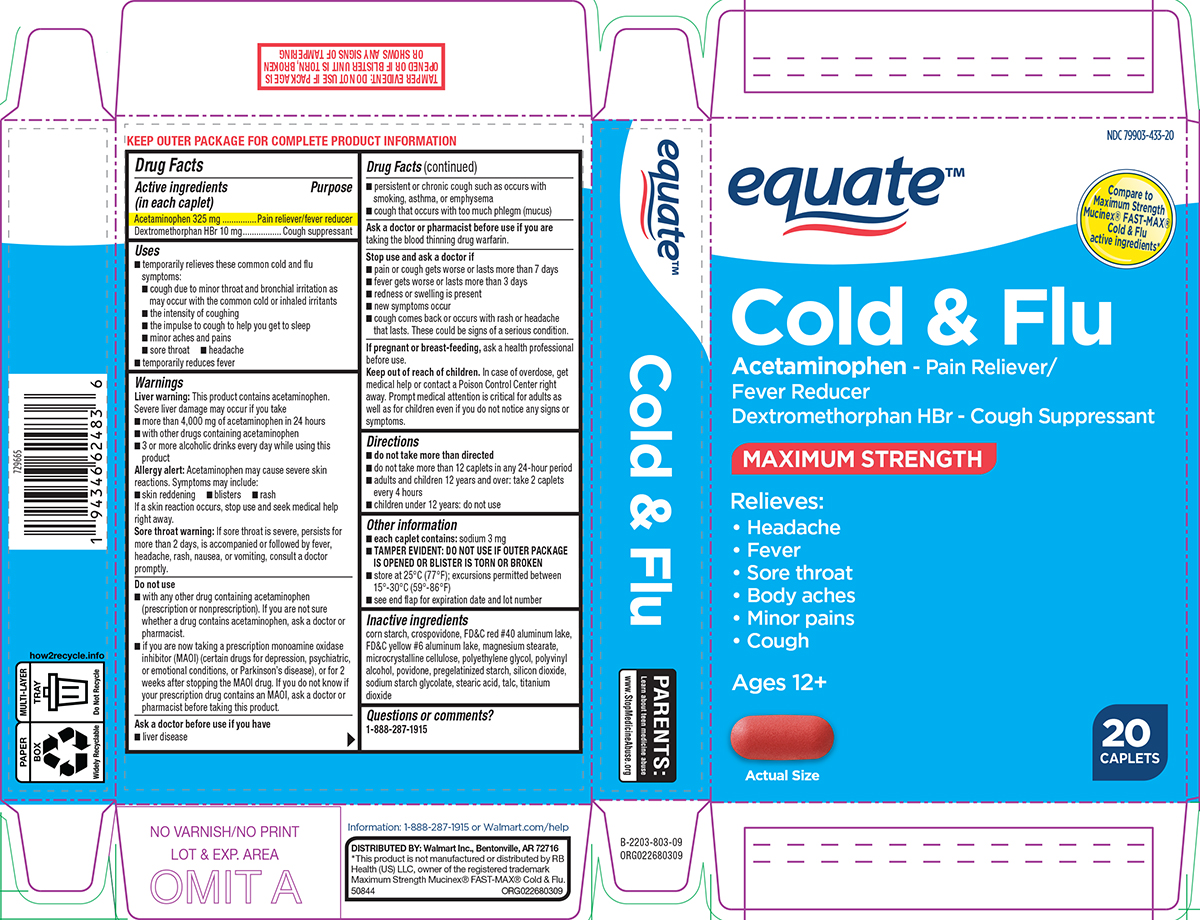 TAMPER EVIDENT: DO NOT USE IF PACKAGE IS
OPENED OR IF BLISTER UNIT IS TORN, BROKEN
OR SHOWS ANY SIGNS OF TAMPERING
KEEP OUTER PACKAGE FOR COMPLETE PRODUCT INFORMATION
Drug Facts
Active ingredients Purpose
(in each caplet)
Acetaminophen 325 mg ..............Pain reliever/fever reducer
Dextromethorphan HBr 10 mg................Cough suppressant
Uses
■ temporarily relieves these common cold and flu
symptoms:
■ cough due to minor throat and bronchial irritation as
may occur with the common cold or inhaled irritants
■ the intensity of coughing
■ the impulse to cough to help you get to sleep
■ minor aches and pains
■ sore throat ■ headache
■ temporarily reduces fever
Warnings
Liver warning: This product contains acetaminophen.
Severe liver damage may occur if you take
■ more than 4,000 mg of acetaminophen in 24 hours
■ with other drugs containing acetaminophen
■ 3 or more alcoholic drinks every day while using this
product
Allergy alert: Acetaminophen may cause severe skin
reactions. Symptoms may include:
■ skin reddening ■ blisters ■ rash
If a skin reaction occurs, stop use and seek medical help
right away.
Sore throat warning: If sore throat is severe, persists for
more than 2 days, is accompanied or followed by fever,
headache, rash, nausea, or vomiting, consult a doctor
promptly.
Do not use
■ with any other drug containing acetaminophen
(prescription or nonprescription). If you are not sure
whether a drug contains acetaminophen, ask a doctor or
pharmacist.
■ if you are now taking a prescription monoamine oxidase
inhibitor (MAOI) (certain drugs for depression, psychiatric,
or emotional conditions, or Parkinson's disease), or for 2
weeks after stopping the MAOI drug. If you do not know if
your prescription drug contains an MAOI, ask a doctor or
pharmacist before taking this product.
Ask a doctor before use if you have
■ liver disease
Drug Facts (continued)
■ persistent or chronic cough such as occurs with
smoking, asthma, or emphysema
■ cough that occurs with too much phlegm (mucus)
Ask a doctor or pharmacist before use if you are
taking the blood thinning drug warfarin.
Stop use and ask a doctor if
■ pain or cough gets worse or lasts more than 7 days
■ fever gets worse or lasts more than 3 days
■ redness or swelling is present
■ new symptoms occur
■ cough comes back or occurs with rash or headache
that lasts. These could be signs of a serious condition.
If pregnant or breast-feeding, ask a health professional
before use.
Keep out of reach of children. In case of overdose, get
medical help or contact a Poison Control Center right
away. Prompt medical attention is critical for adults as
well as for children even if you do not notice any signs or
symptoms.
Directions
■ do not take more than directed
■ do not take more than 12 caplets in any 24-hour period
■ adults and children 12 years and over: take 2 caplets
every 4 hours
■ children under 12 years: do not use
Other information
■ each caplet contains: sodium 3 mg
■ TAMPER EVIDENT: DO NOT USE IF OUTER PACKAGE
IS OPENED OR BLISTER IS TORN OR BROKEN
■ store at 25°C (77°F); excursions permitted between
15°-30°C (59°-86°F)
■ see end flap for expiration date and lot number
Inactive ingredients
corn starch, crospovidone, FD&C red #40 aluminum lake,
FD&C yellow #6 aluminum lake, magnesium stearate,
microcrystalline cellulose, polyethylene glycol, polyvinyl
alcohol, povidone, pregelatinized starch, silicon dioxide,
sodium starch glycolate, stearic acid, talc, titanium
dioxide
Questions or comments?
1-888-287-1915
729665
1 94346 62483 6
how2recycle.info
PAPER
BOX
Widely Recyclable
MULTI-LAYER
TRAY
Do Not Recycle
equate™
Cold & Flu
PARENTS:
Learn about teen medicine abuse
www.StopMedicineAbuse.org
NDC 79903-433-20
equate™
Compare to
Maximum Strength
Mucinex® FAST-MAX®
Cold & Flu
active ingredients*
Cold & Flu
Acetaminophen - Pain Reliever/
Fever Reducer
Dextromethorphan HBr - Cough Suppressant
MAXIMUM STRENGTH
Relieves:
• Headache
• Fever
• Sore throat
• Body aches
• Minor pains
• Cough
Ages 12+
Actual Size
20
CAPLETS
NO VARNISH/NO PRINT
LOT & EXP. AREA
OMIT A
Information: 1-888-287-1915 or Walmart.com/help
DISTRIBUTED BY: Walmart Inc., Bentonville, AR 72716
*This product is not manufactured or distributed by RB
Health (US) LLC, owner of the registered trademark
Maximum Strength Mucinex® FAST-MAX® Cold & Flu.
50844 ORG022680309
B-2203-803-09
ORG022680309